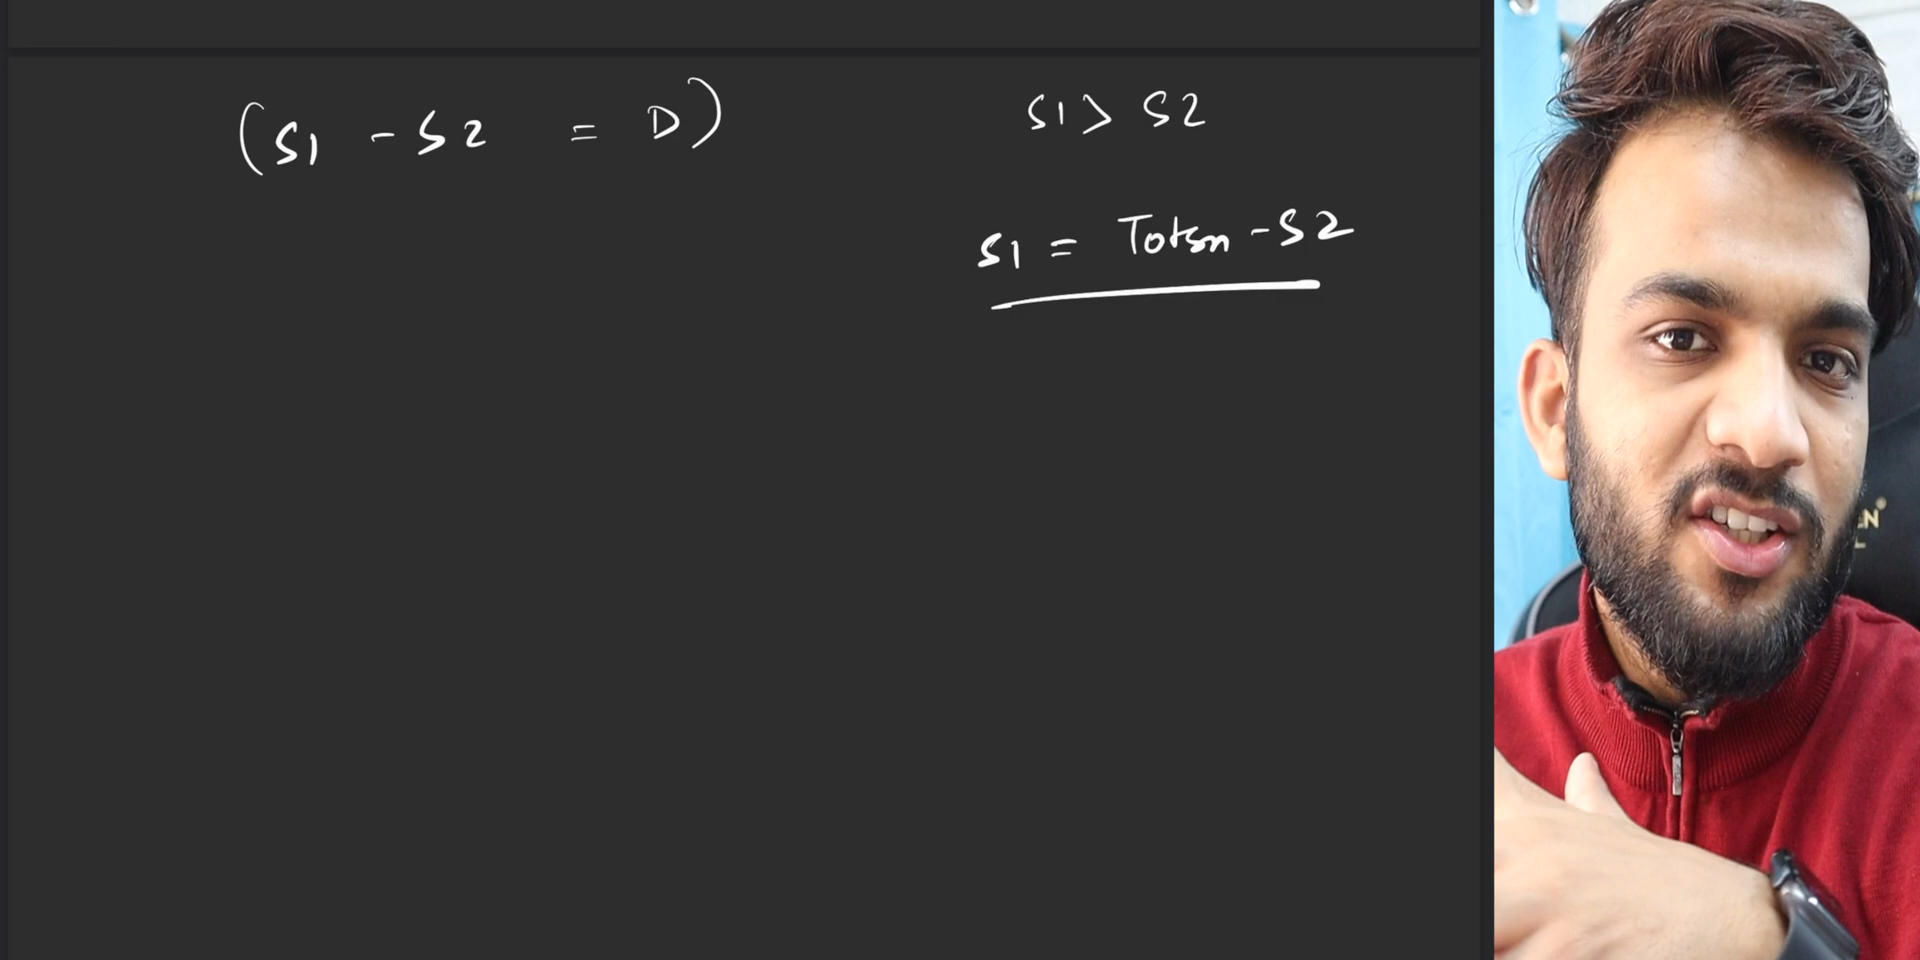 (S1 - S2 = D)
S1 > S2
S1 = Totsm - S2